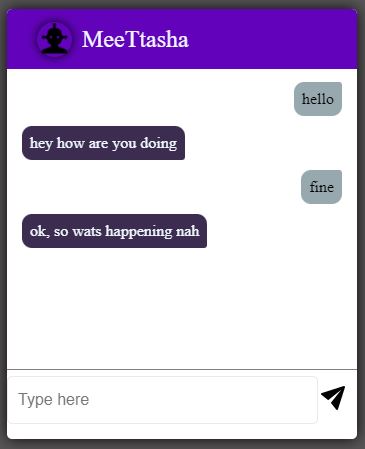 MeeTtasha
hello
hey how are you doing
fine
ok, so wats happening nah
Type here